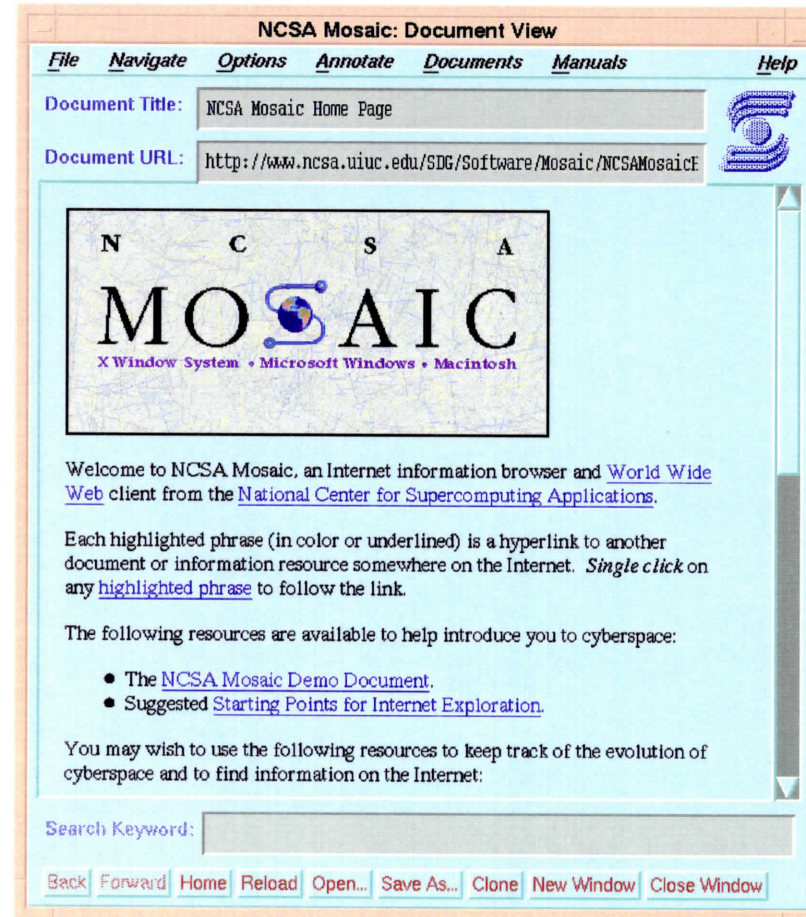 NCSA Mosaic: Document View
File Navigate Options Annotate Documents Manuals Help
Document Title: NCSA Mosaic Home Page
Document URL: http://www.ncsa.uiuc.edu/SDG/Software/Mosaic/NCSAMosaicH
N C S A
MOSAIC
X Window System • Microsoft Windows • Macintosh
Welcome to NCSA Mosaic, an Internet information browser and World Wide
Web client from the National Center for Supercomputing Applications.
Each highlighted phrase (in color or underlined) is a hyperlink to another
document or information resource somewhere on the Internet. Single click on
any highlighted phrase to follow the link.
The following resources are available to help introduce you to cyberspace:
● The NCSA Mosaic Demo Document.
● Suggested Starting Points for Internet Exploration.
You may wish to use the following resources to keep track of the evolution of
cyberspace and to find information on the Internet:
Search Keyword:
Back Forward Home Reload Open... Save As... Clone New Window Close Window